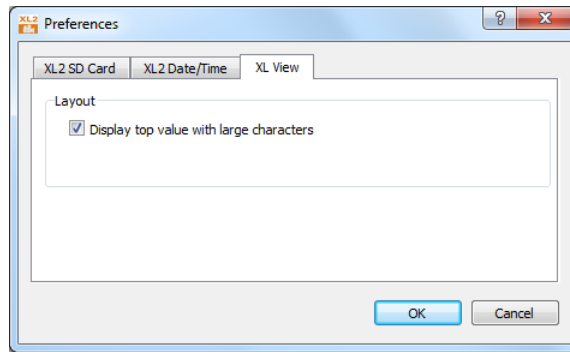 XL2 Preferences
XL2 SD Card XL2 Date/Time XL View
Layout
Display top value with large characters
OK Cancel